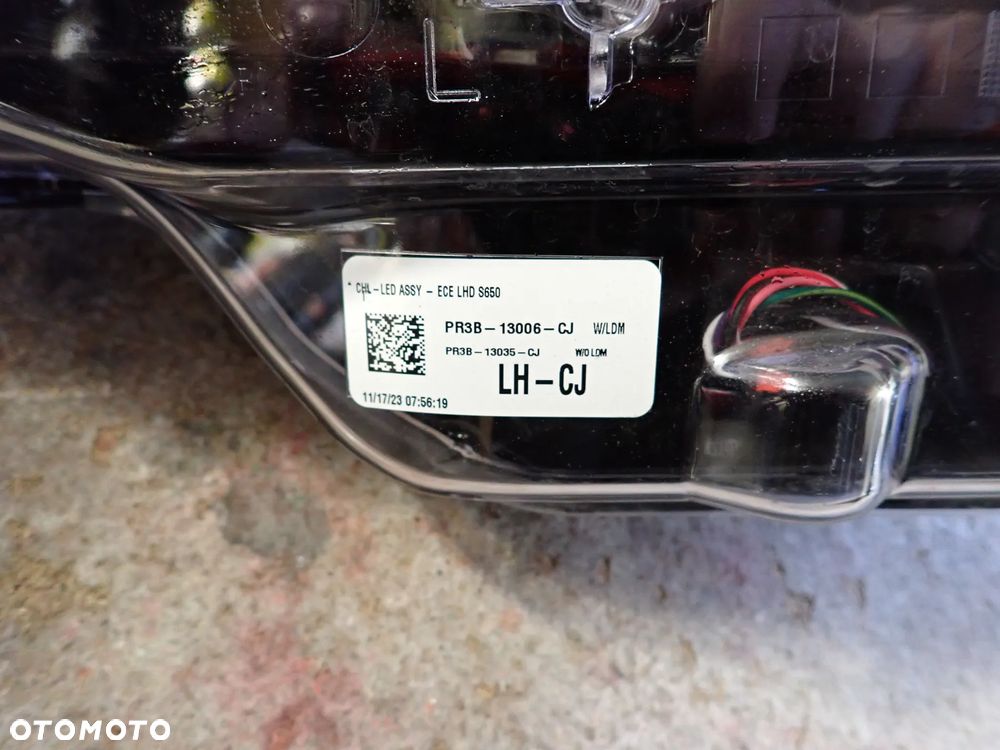 L
CHL-LED ASSY - ECE LHD S650
PR3B-13006-CJ W/LDM
PR3B-13035-CJ W/O LDM
LH-CJ
11/17/23 07:56:19
OTOMOTO